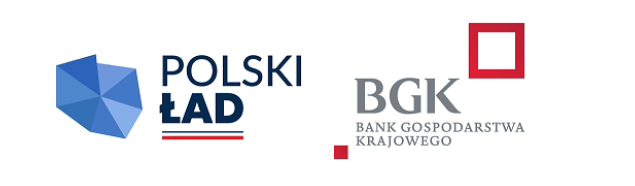 POLSKI
ŁAD
BGK
BANK GOSPODARSTWA
KRAJOWEGO